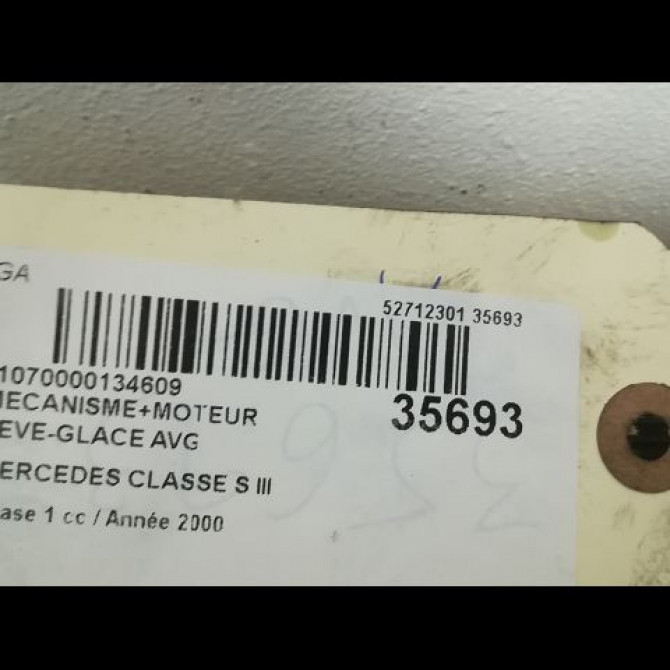 GA
52712301 35693
1070000134609
MECANISME+MOTEUR
35693
EVE-GLACE AVG
ERCEDES CLASSE S III
ase 1 cc / Année 2000